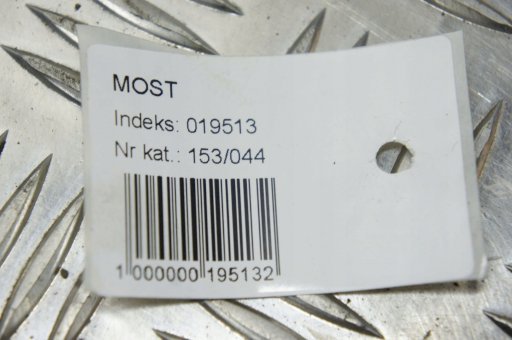 MOST
Indeks: 019513
Nr kat.: 153/044
1 000000 195132